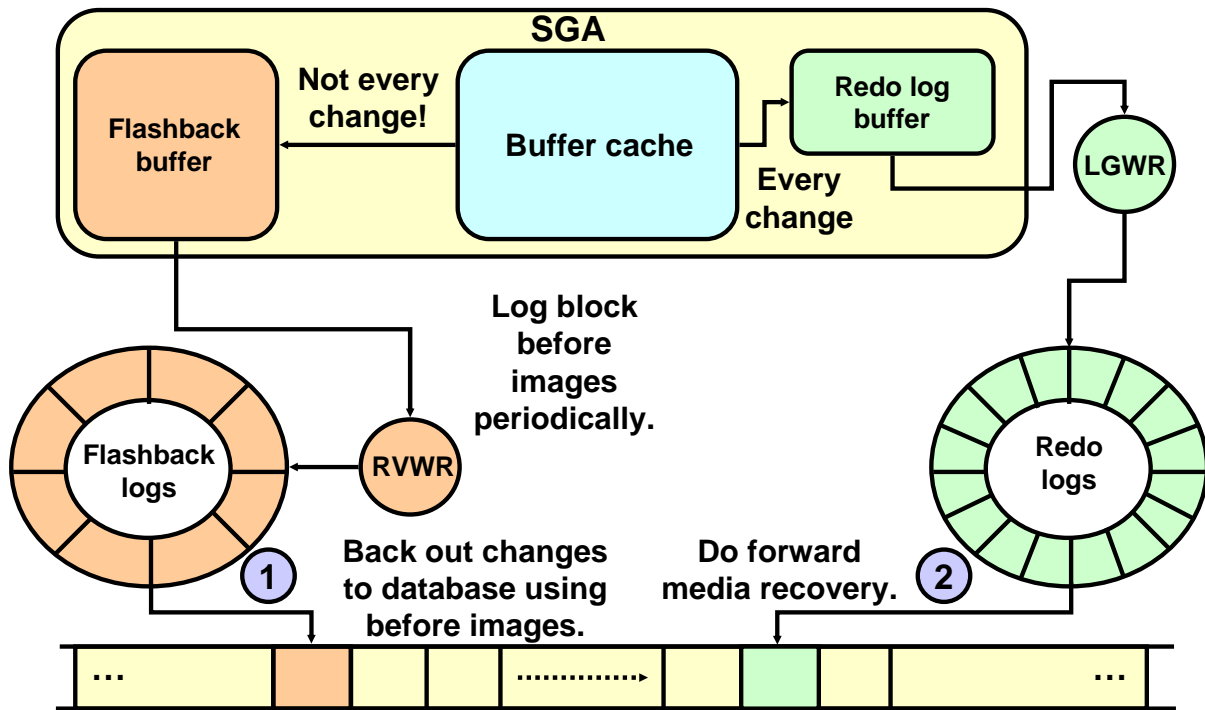 SGA
Not every
change!
Flashback
buffer
Buffer cache
Redo log
buffer
Every
change
LGWR
Log block
before
images
periodically.
Flashback
logs
RVWR
Redo
logs
1
Back out changes
to database using
before images.
Do forward
media recovery.
2
...
...